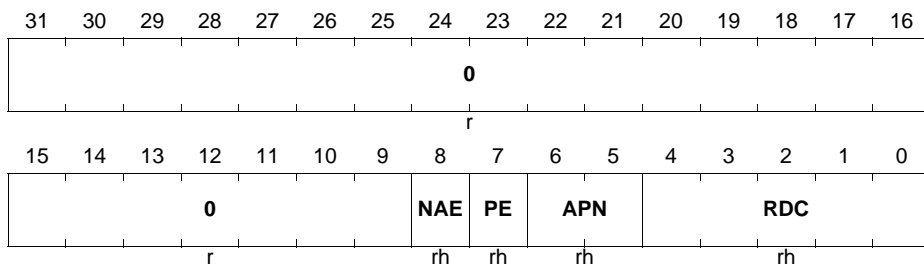 31 30 29 28 27 26 25 24 23 22 21 20 19 18 17 16
0
r
15 14 13 12 11 10 9 8 7 6 5 4 3 2 1 0
0 NAE PE APN RDC
r rh rh rh rh